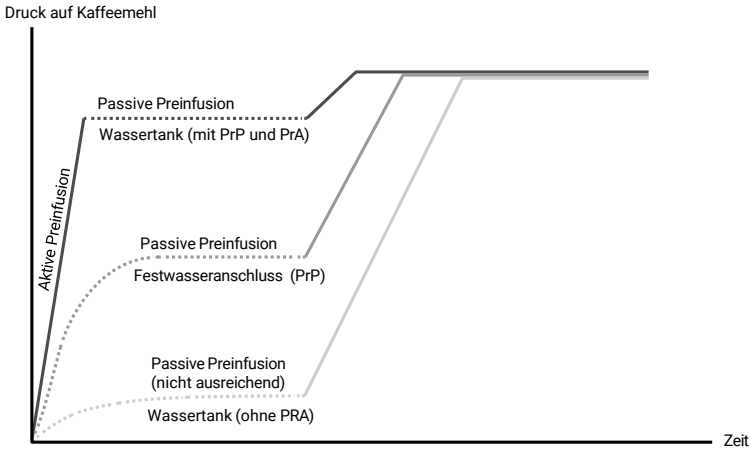 Druck auf Kaffeemehl
Passive Preinfusion
Wassertank (mit PrP und PrA)
Aktive Preinfusion
Passive Preinfusion
Festwasseranschluss (PrP)
Passive Preinfusion
(nicht ausreichend)
Wassertank (ohne PRA)
Zeit